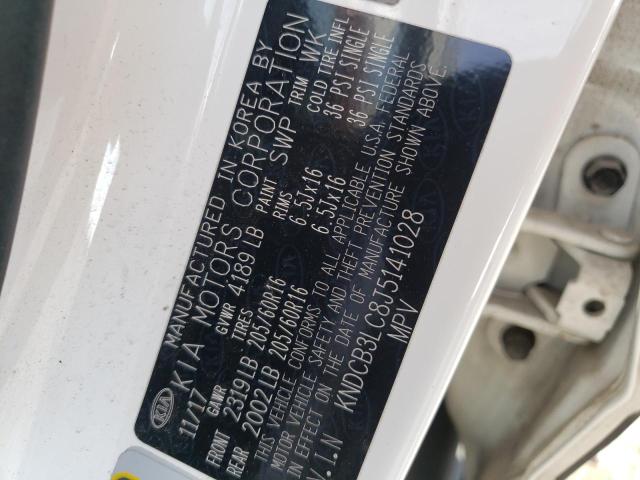 KIA
MANUFACTURED IN KOREA BY
KIA MOTORS CORPORATION
11/17 GVWR 4189 LB PAINT SWP TRIM WK
GAWR TIRES RIMS COLD TIRE INFL
FRONT 2319LB 205/60R16 6.5Jx16 36 PSI SINGLE
REAR 2002LB 205/60R16 6.5Jx16 36 PSI SINGLE
THIS VEHICLE CONFORMS TO ALL APPLICABLE U.S.A. FEDERAL
MOTOR VEHICLE SAFETY AND THEFT PREVENTION STANDARDS
IN EFFECT ON THE DATE OF MANUFACTURE SHOWN ABOVE.
V.I.N KNDCB3LC8J5141028
MPV